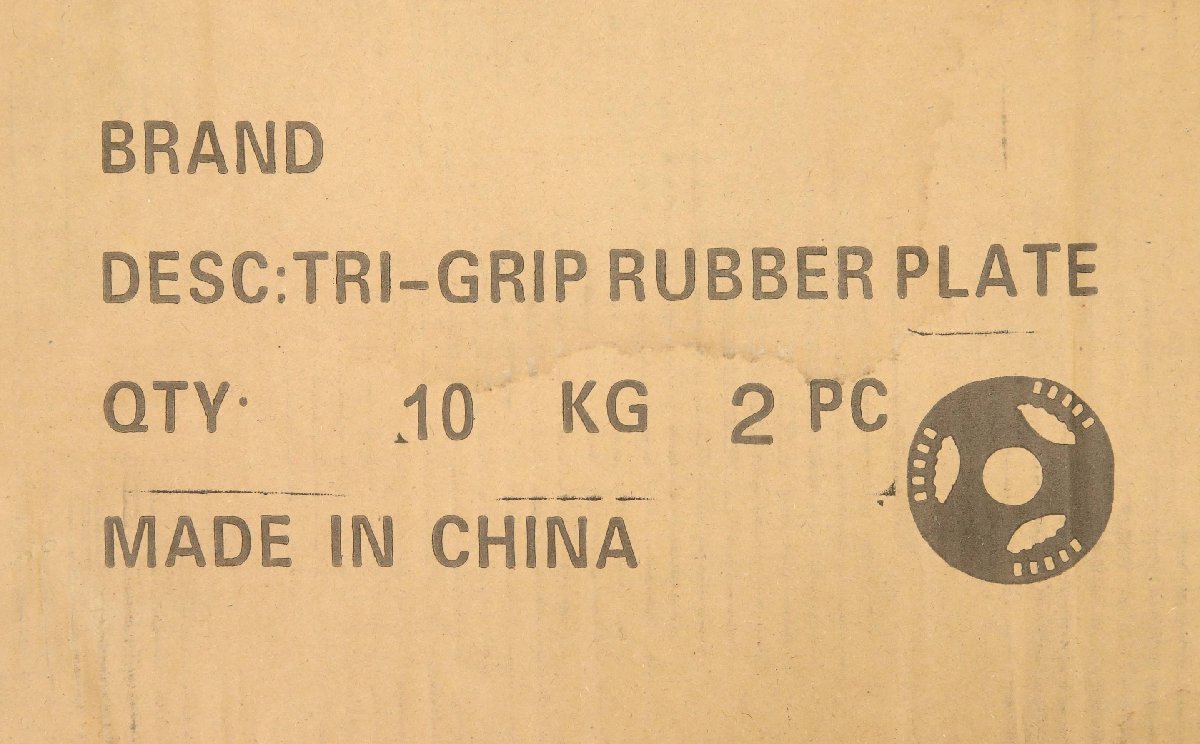 BRAND
DESC:TRI-GRIP RUBBER PLATE
QTY· 10 KG 2 PC
MADE IN CHINA